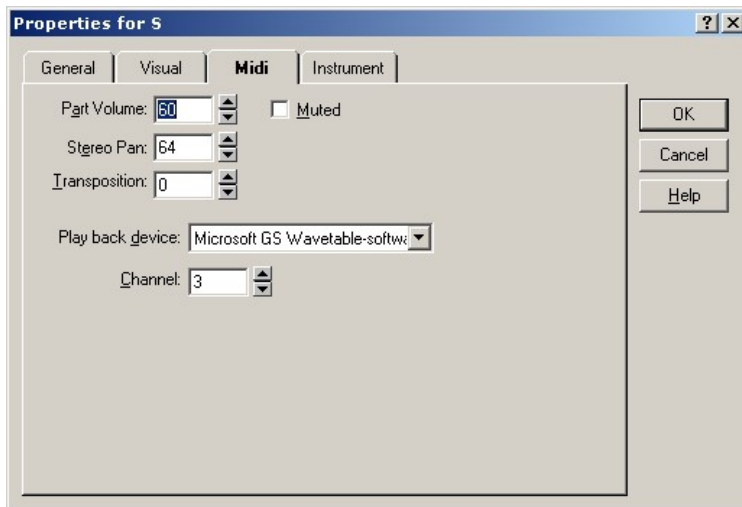 Properties for S
General Visual Midi Instrument
Part Volume: 60 Muted
OK
Stereo Pan: 64
Cancel
Transposition: 0
Help
Play back device: Microsoft GS Wavetable-softwa
Channel: 3